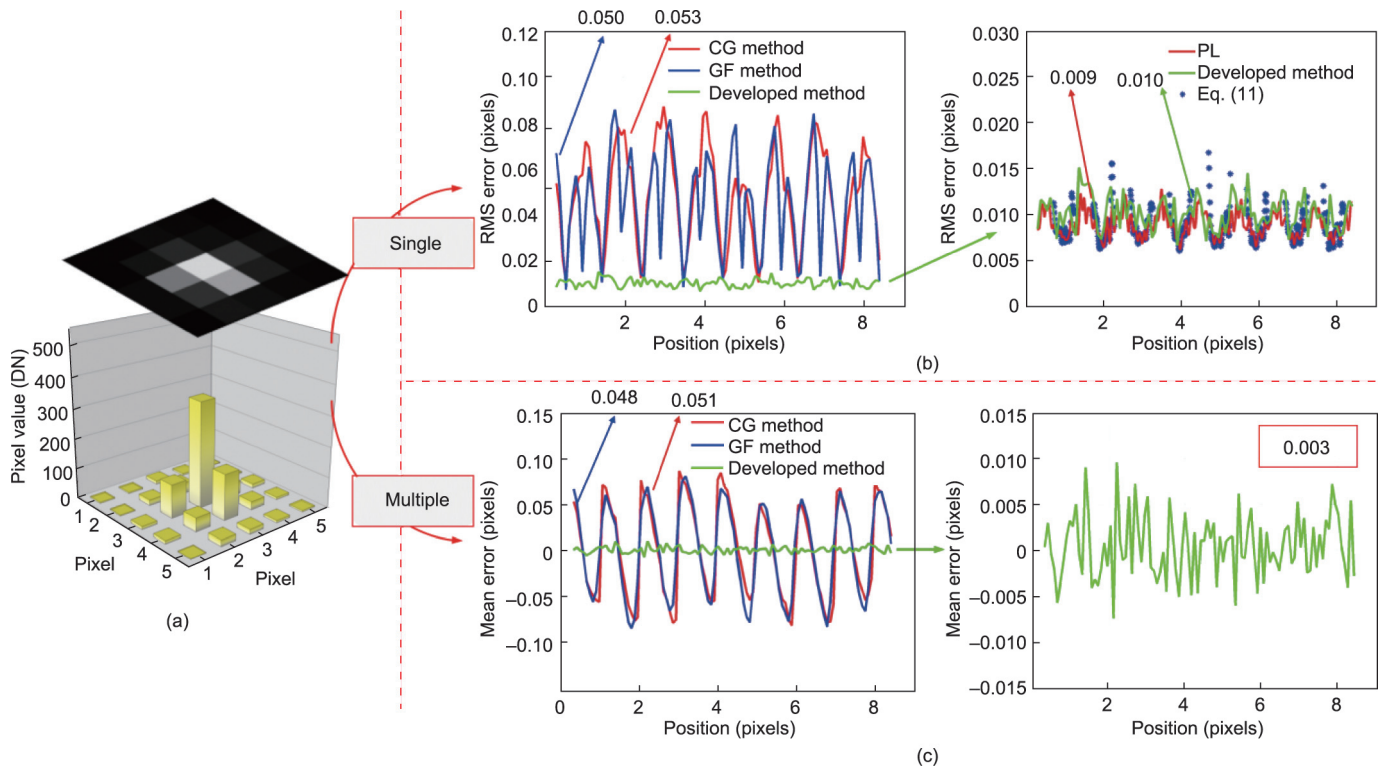 Pixel value (DN)
500
400
300
200
100
0
1
2
3
4
5
Pixel
1
2
3
4
5
Pixel
(a)
Single
Multiple
0.050
0.053
0.12
0.10
0.08
0.06
0.04
0.02
0
RMS error (pixels)
CG method
GF method
Developed method
2
4
6
8
Position (pixels)
0.030
0.025
0.020
0.015
0.010
0.005
0
RMS error (pixels)
PL
Developed method
Eq. (11)
0.009
0.010
2
4
6
8
Position (pixels)
(b)
0.048
0.051
0.15
0.10
0.05
0
–0.05
–0.10
Mean error (pixels)
CG method
GF method
Developed method
0
2
4
6
8
Position (pixels)
0.015
0.010
0.005
0
–0.005
–0.010
–0.015
Mean error (pixels)
0.003
2
4
6
8
Position (pixels)
(c)